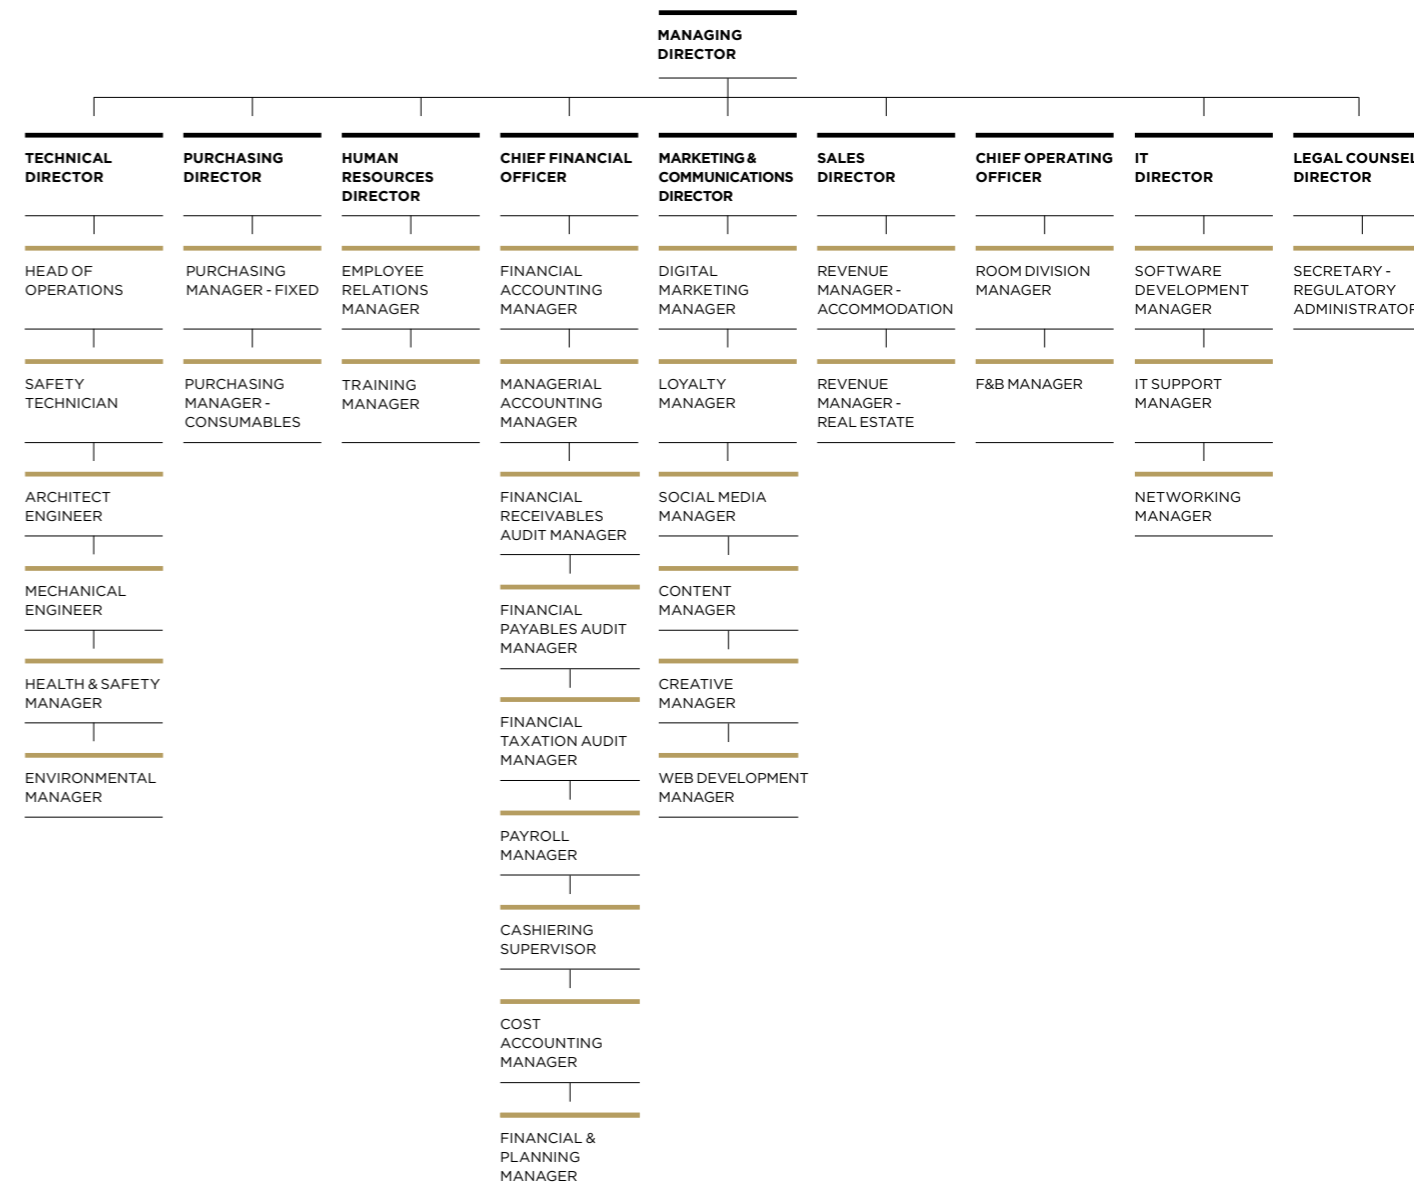 MANAGING
DIRECTOR
TECHNICAL
DIRECTOR
PURCHASING
DIRECTOR
HUMAN
RESOURCES
DIRECTOR
CHIEF FINANCIAL
OFFICER
MARKETING &
COMMUNICATIONS
DIRECTOR
SALES
DIRECTOR
CHIEF OPERATING
OFFICER
IT
DIRECTOR
LEGAL COUNSEL
DIRECTOR
HEAD OF
OPERATIONS
PURCHASING
MANAGER - FIXED
EMPLOYEE
RELATIONS
MANAGER
FINANCIAL
ACCOUNTING
MANAGER
DIGITAL
MARKETING
MANAGER
REVENUE
MANAGER -
ACCOMMODATION
ROOM DIVISION
MANAGER
SOFTWARE
DEVELOPMENT
MANAGER
SECRETARY -
REGULATORY
ADMINISTRATOR
SAFETY
TECHNICIAN
PURCHASING
MANAGER -
CONSUMABLES
TRAINING
MANAGER
MANAGERIAL
ACCOUNTING
MANAGER
LOYALTY
MANAGER
REVENUE
MANAGER -
REAL ESTATE
F&B MANAGER
IT SUPPORT
MANAGER
ARCHITECT
ENGINEER
FINANCIAL
RECEIVABLES
AUDIT MANAGER
SOCIAL MEDIA
MANAGER
NETWORKING
MANAGER
MECHANICAL
ENGINEER
FINANCIAL
PAYABLES AUDIT
MANAGER
CONTENT
MANAGER
HEALTH & SAFETY
MANAGER
FINANCIAL
TAXATION AUDIT
MANAGER
CREATIVE
MANAGER
ENVIRONMENTAL
MANAGER
PAYROLL
MANAGER
WEB DEVELOPMENT
MANAGER
CASHIERING
SUPERVISOR
COST
ACCOUNTING
MANAGER
FINANCIAL &
PLANNING
MANAGER